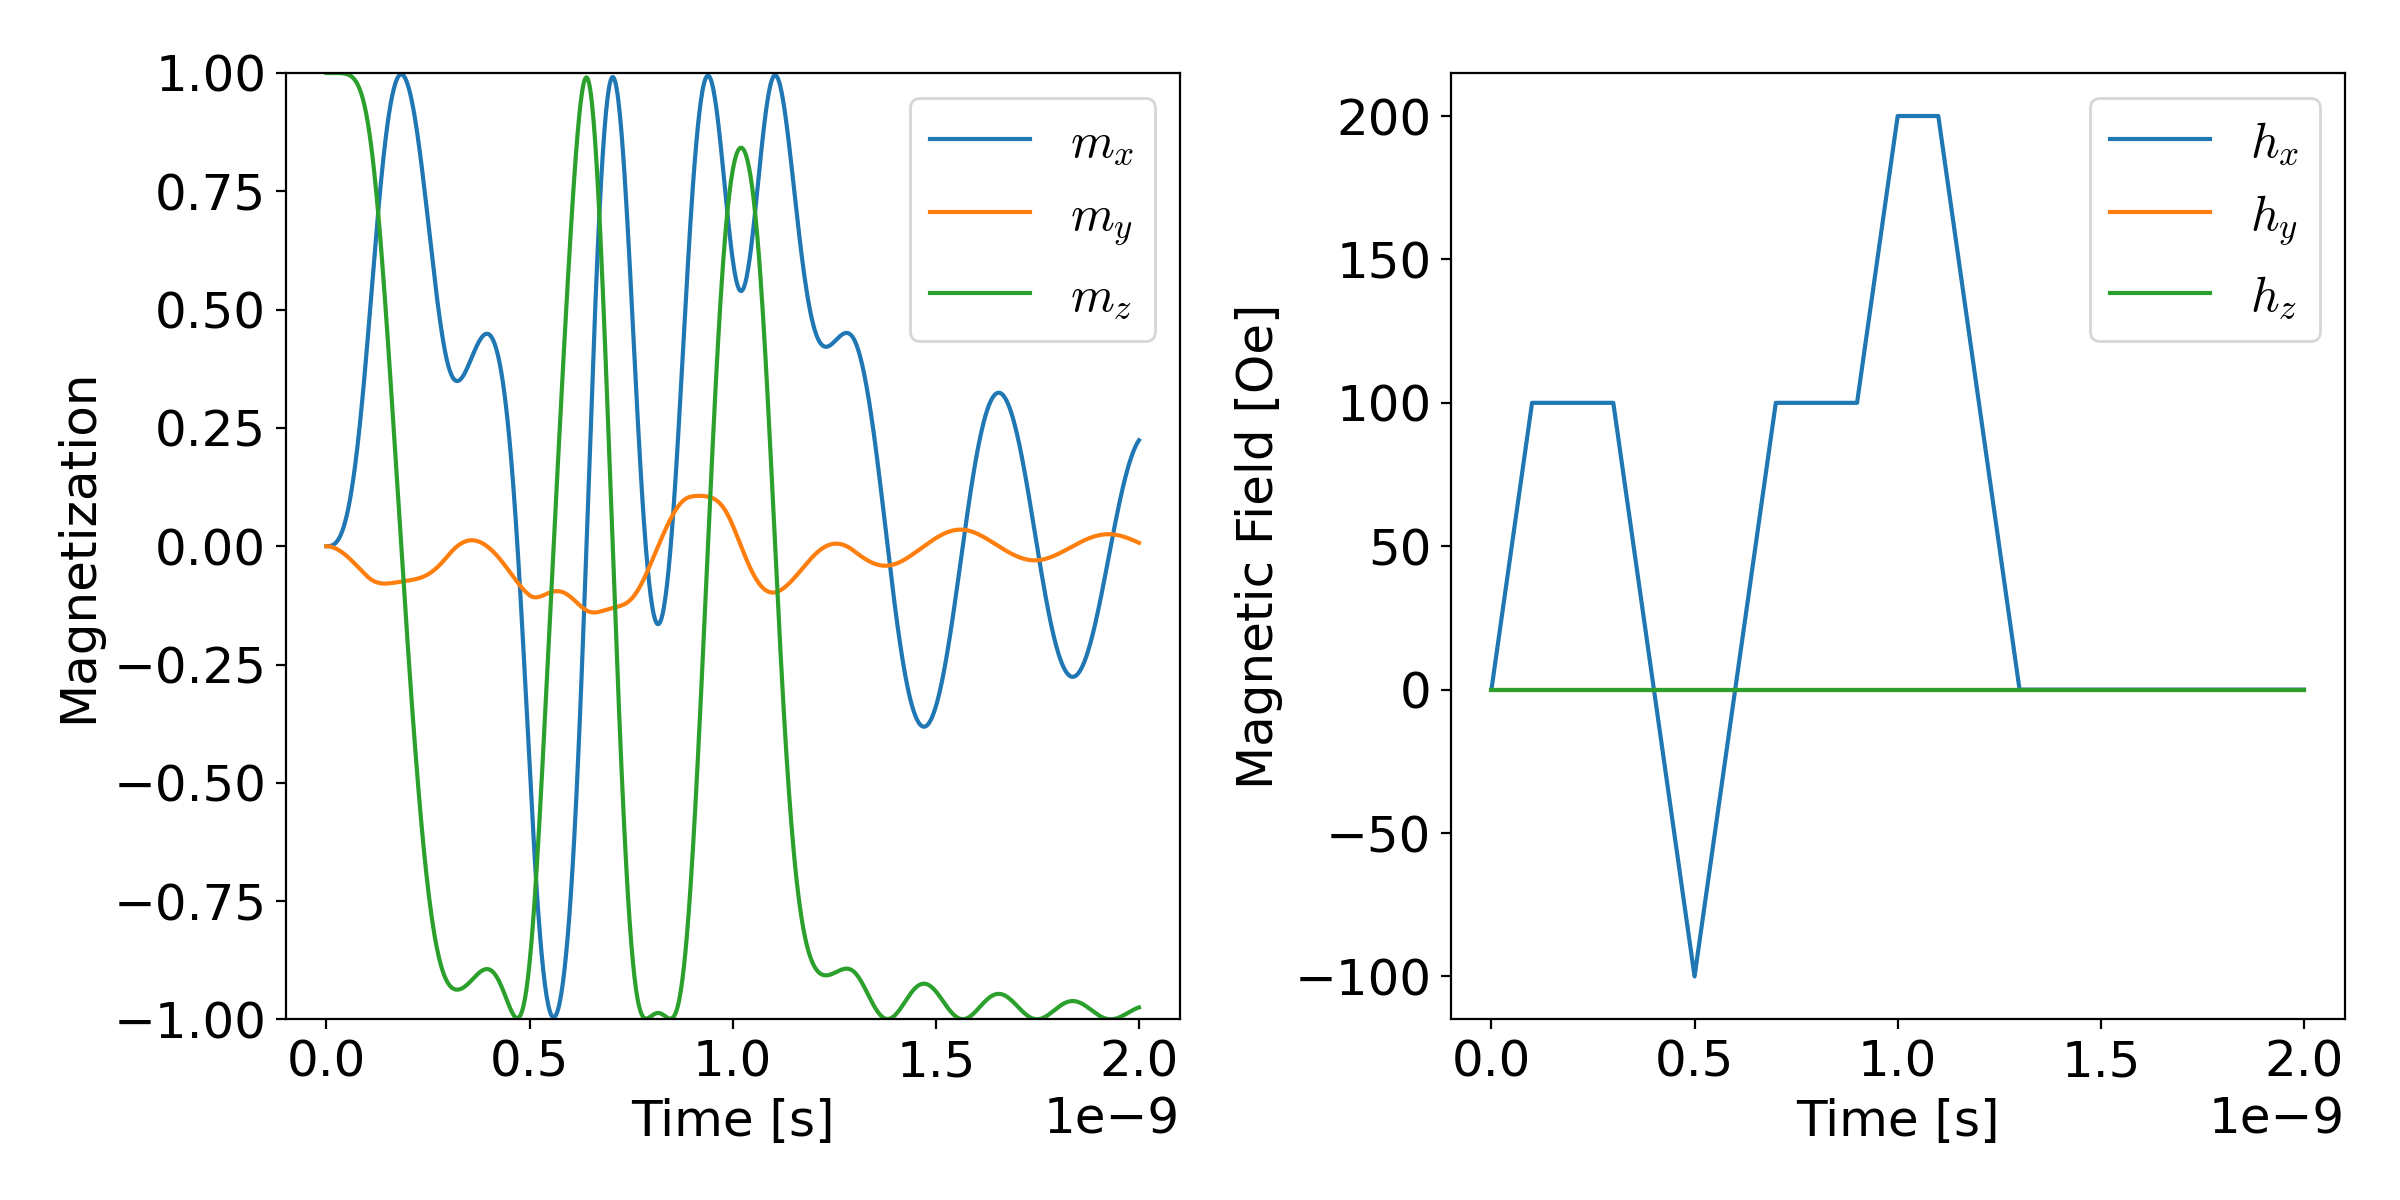 Magnetization
1.00
0.75
0.50
0.25
0.00
−0.25
−0.50
−0.75
−1.00
0.0 0.5 1.0 1.5 2.0
Time [s]
1e−9
m_x
m_y
m_z
Magnetic Field [Oe]
200
150
100
50
0
−50
−100
0.0 0.5 1.0 1.5 2.0
Time [s]
1e−9
h_x
h_y
h_z